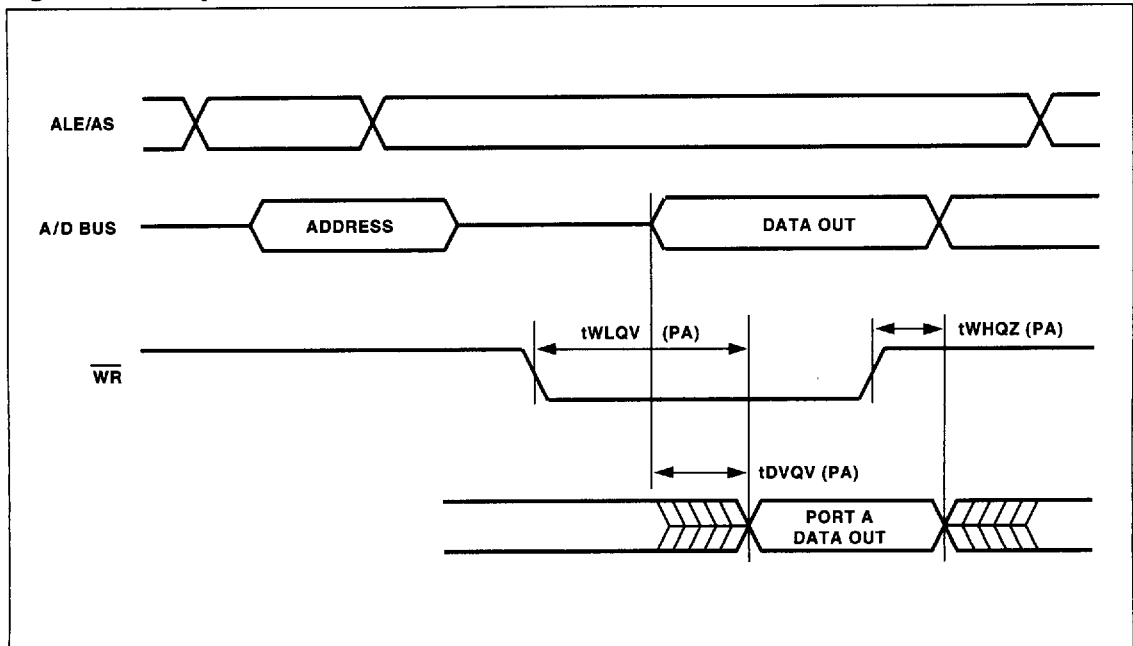 ALE/AS
A/D BUS
ADDRESS
DATA OUT
tWLQV (PA)
tWHQZ (PA)
WR
tDVQV (PA)
PORT A
DATA OUT